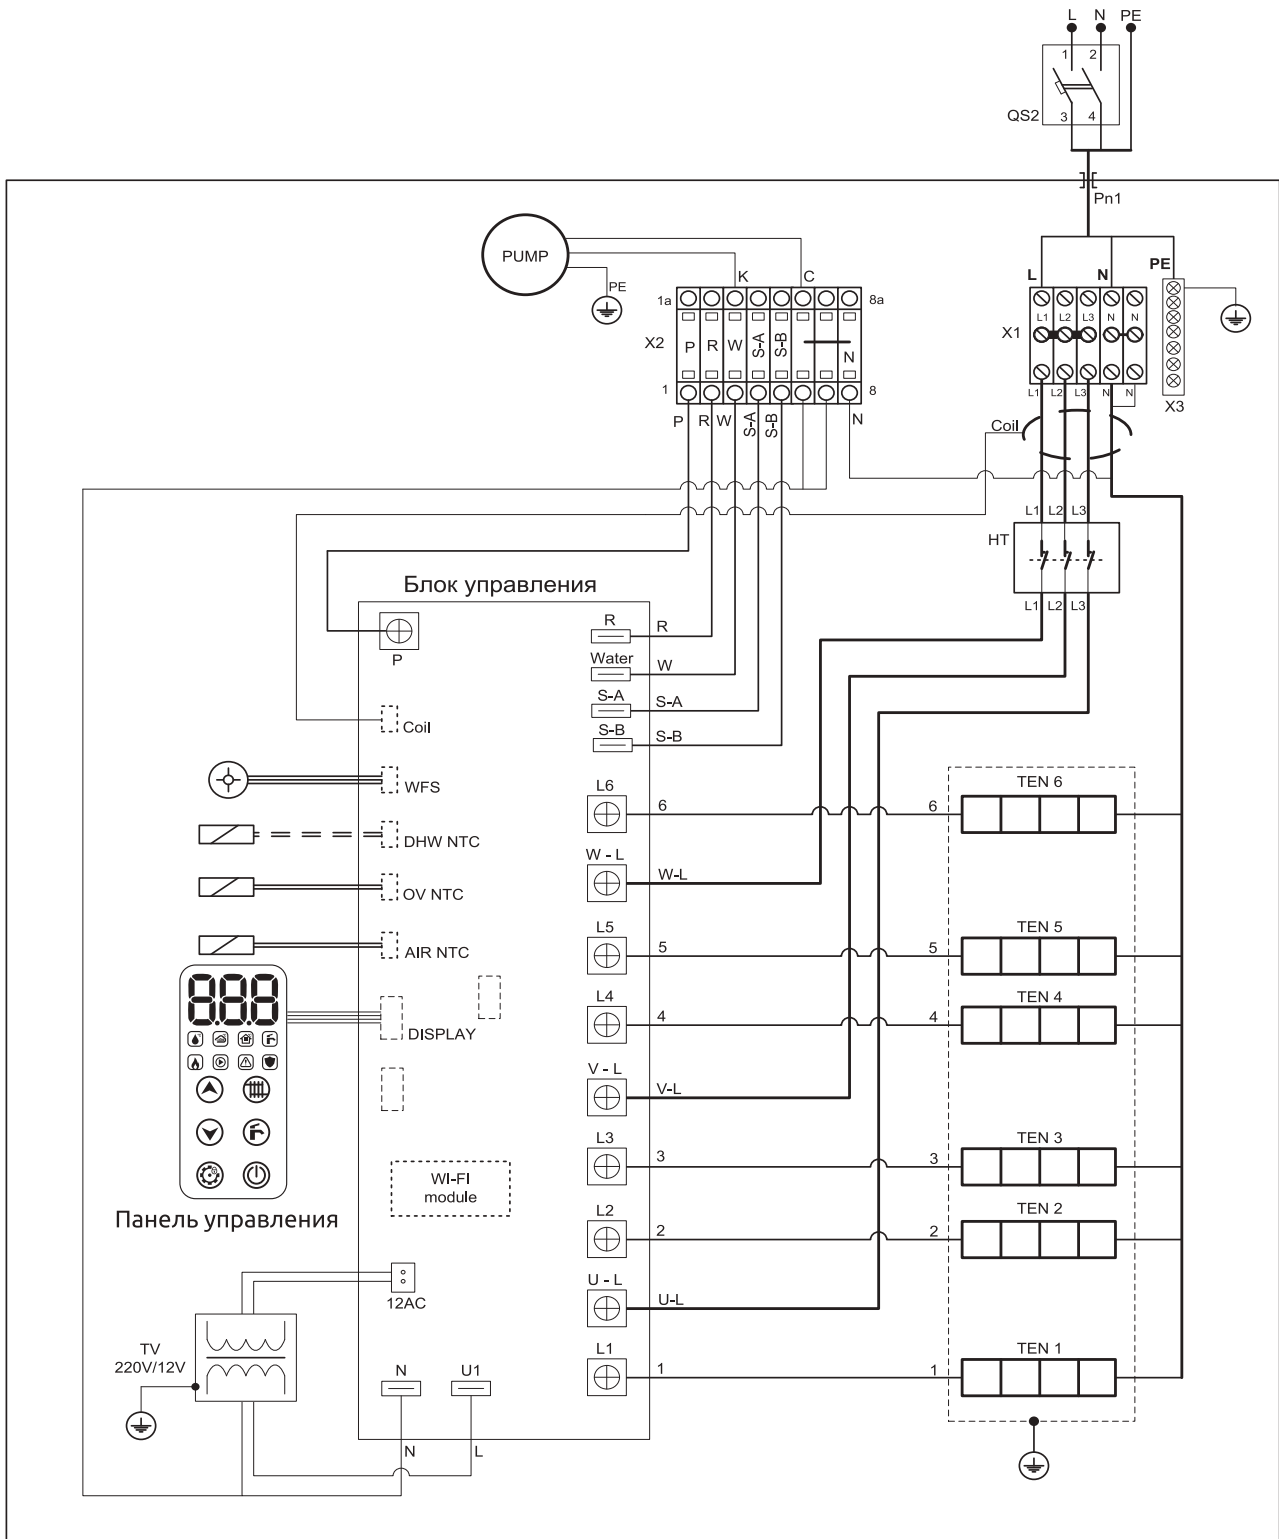 L N PE
1 2
QS2
3 4
Pn1
PUMP
PE
K C
L N PE
1a 8a
L1 L2 L3 N N
X2
P R W S-A S-B N
X1
1 8
P R W S-A S-B N
L1 L2 L3 N N
X3
Coil
L1 L2 L3
HT
L1 L2 L3
Блок управления
P
R R
Water W
S-A S-A
S-B S-B
Coil
WFS
DHW NTC
OV NTC
AIR NTC
DISPLAY
888
L6 6 6 TEN 6
W - L W-L
L5 5 5 TEN 5
L4 4 4 TEN 4
V - L V-L
L3 3 3 TEN 3
WI-FI
module
L2 2 2 TEN 2
Панель управления
12AC
U - L U-L
L1 1 1 TEN 1
TV
220V/12V
N U1
N L